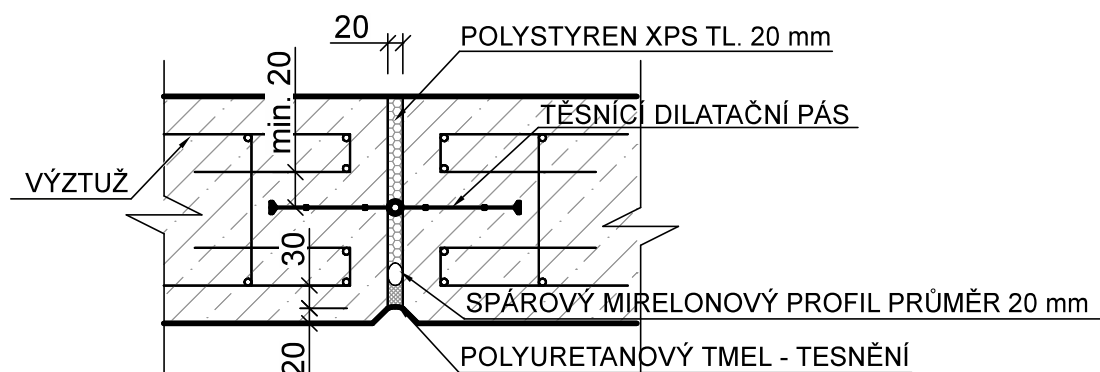 20
POLYSTYREN XPS TL. 20 mm
min. 20
TĚSNÍCÍ DILATAČNÍ PÁS
VÝZTUŽ
30
SPÁROVÝ MIRELONOVÝ PROFIL PRŮMĚR 20 mm
20
POLYURETANOVÝ TMEL - TESNĚNÍ